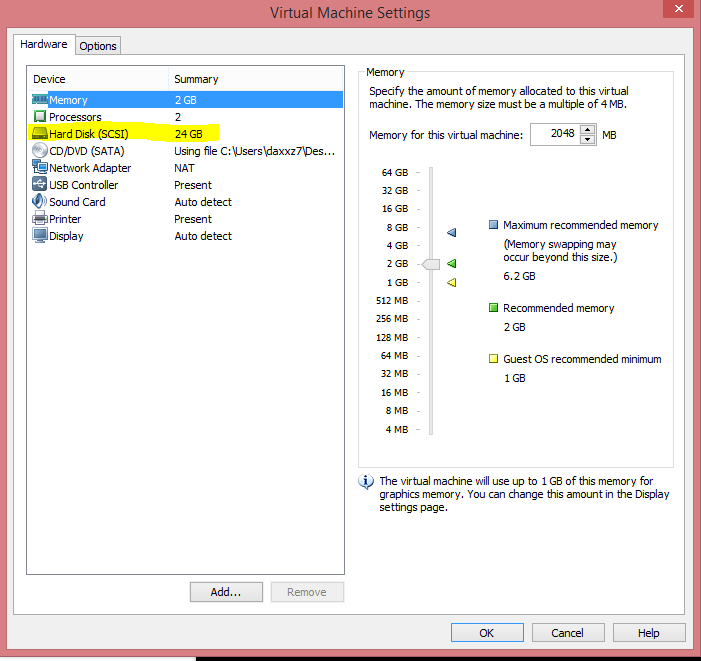 Virtual Machine Settings
Hardware
Options
Device Summary
Memory 2 GB
Processors 2
Hard Disk (SCSI) 24 GB
CD/DVD (SATA) Using file C:\Users\daxxz7\Des...
Network Adapter NAT
USB Controller Present
Sound Card Auto detect
Printer Present
Display Auto detect
Add...
Remove
Memory
Specify the amount of memory allocated to this virtual
machine. The memory size must be a multiple of 4 MB.
Memory for this virtual machine: 2048 MB
64 GB
32 GB
16 GB
8 GB
4 GB
2 GB
1 GB
512 MB
256 MB
128 MB
64 MB
32 MB
16 MB
8 MB
4 MB
Maximum recommended memory
(Memory swapping may
occur beyond this size.)
6.2 GB
Recommended memory
2 GB
Guest OS recommended minimum
1 GB
The virtual machine will use up to 1 GB of this memory for
graphics memory. You can change this amount in the Display
settings page.
OK
Cancel
Help